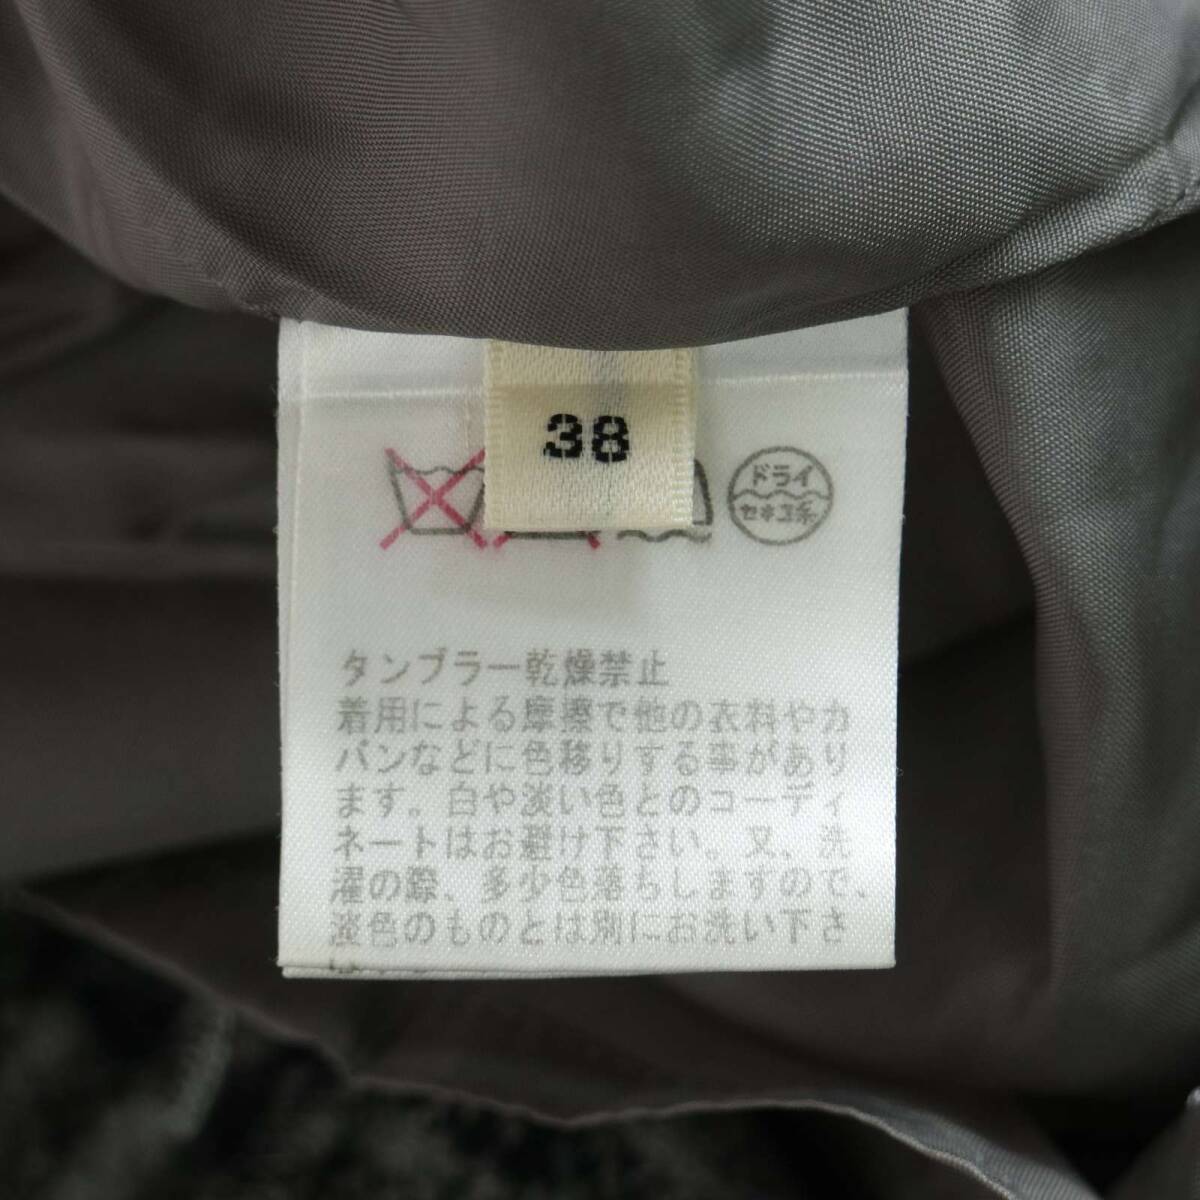 38
ドライ
セキユ系
タンブラー乾燥禁止
着用による摩擦で他の衣料やカ
バンなどに色移りする事があり
ます。白や淡い色とのコーディ
ネートはお避け下さい。又、洗
濯の際、多少色落ちしますので、
淡色のものとは別にお洗い下さ